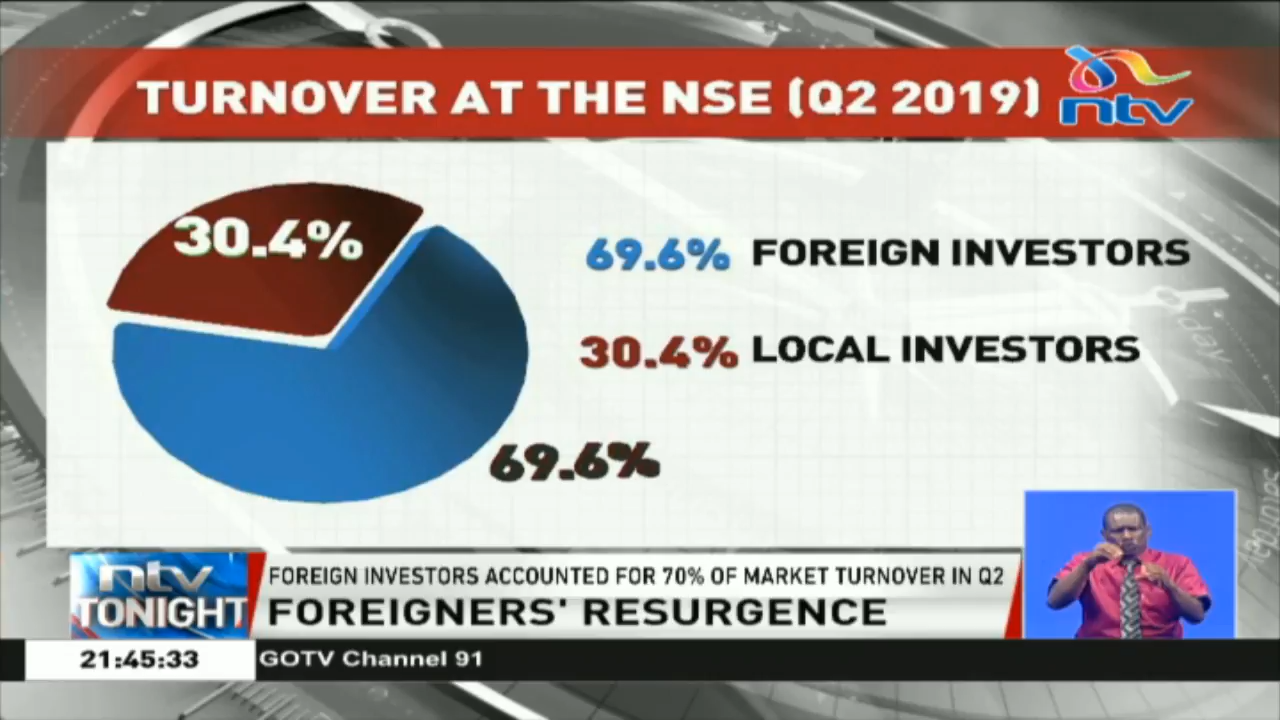 TURNOVER AT THE NSE (Q2 2019)
ntv
30.4%
69.6% FOREIGN INVESTORS
30.4% LOCAL INVESTORS
69.6%
ntv
TONIGHT
FOREIGN INVESTORS ACCOUNTED FOR 70% OF MARKET TURNOVER IN Q2
FOREIGNERS' RESURGENCE
21:45:33
GOTV Channel 91